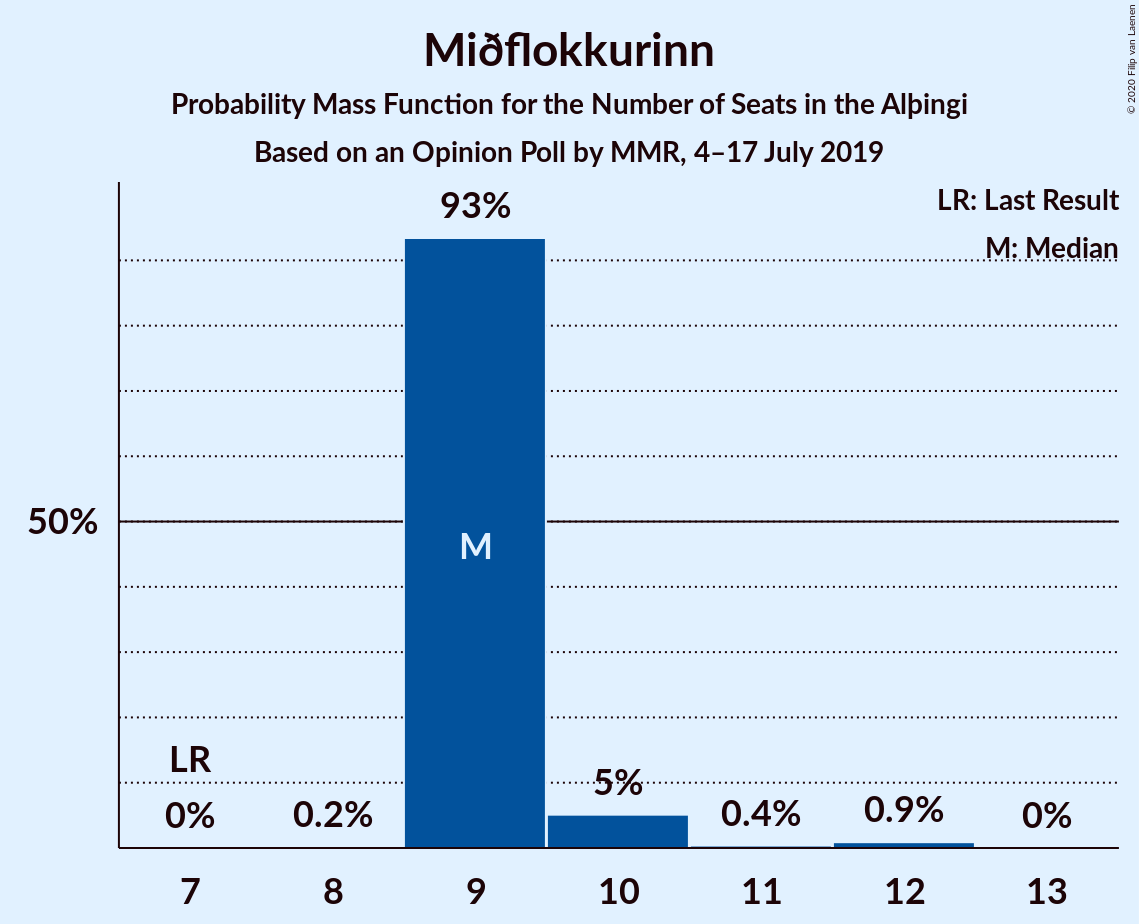 Miðflokkurinn
Probability Mass Function for the Number of Seats in the Alþingi
Based on an Opinion Poll by MMR, 4–17 July 2019
© 2020 Filip van Laenen
LR: Last Result
M: Median
93%
50%
M
LR
0%
0.2%
5%
0.4%
0.9%
0%
7
8
9
10
11
12
13